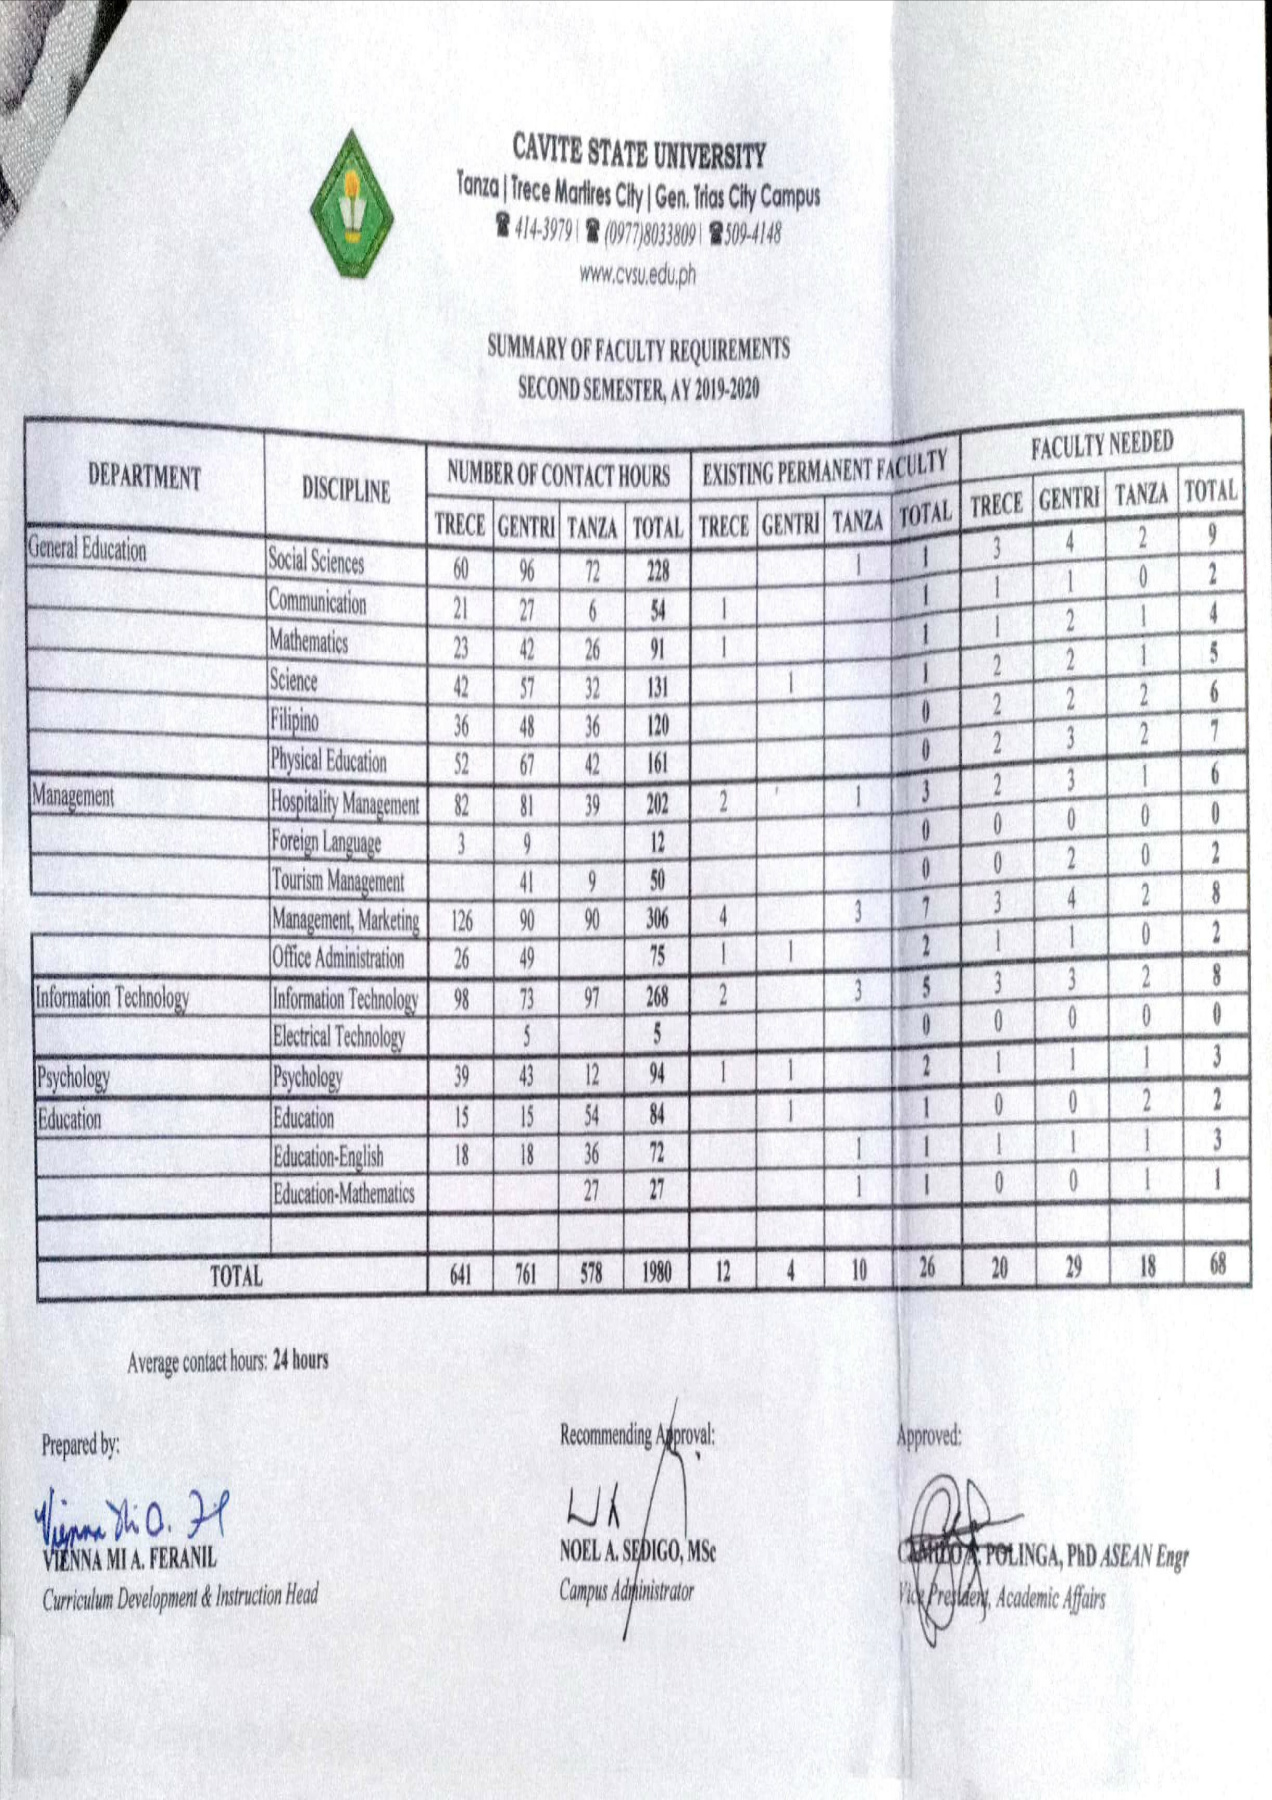 CAVITE STATE UNIVERSITY
Tanza | Trece Martires City | Gen. Trias City Campus
☎ 414-3979 | ☎ (0977)8033809 | ☎ 509-4148
www.cvsu.edu.ph
SUMMARY OF FACULTY REQUIREMENTS
SECOND SEMESTER, AY 2019-2020
DEPARTMENT DISCIPLINE NUMBER OF CONTACT HOURS EXISTING PERMANENT FACULTY FACULTY NEEDED
TRECE GENTRI TANZA TOTAL TRECE GENTRI TANZA TOTAL TRECE GENTRI TANZA TOTAL
General Education Social Sciences 60 96 72 228 1 1 3 4 2 9
Communication 21 27 6 54 1 1 1 1 0 2
Mathematics 23 42 26 91 1 1 1 2 1 4
Science 42 57 32 131 1 1 2 2 1 5
Filipino 36 48 36 120 0 2 2 2 6
Physical Education 52 67 42 161 0 2 3 2 7
Management Hospitality Management 82 81 39 202 2 1 3 2 3 1 6
Foreign Language 3 9 12 0 0 0 0 0
Tourism Management 41 9 50 0 0 2 0 2
Management, Marketing 126 90 90 306 4 3 7 3 4 2 8
Office Administration 26 49 75 1 1 2 1 1 0 2
Information Technology Information Technology 98 73 97 268 2 3 5 3 3 2 8
Electrical Technology 5 5 0 0 0 0 0
Psychology Psychology 39 43 12 94 1 1 2 1 1 1 3
Education Education 15 15 54 84 1 1 0 0 2 2
Education-English 18 18 36 72 1 1 1 1 1 3
Education-Mathematics 27 27 1 1 0 0 1 1
TOTAL 641 761 578 1980 12 4 10 26 20 29 18 68
Average contact hours: 24 hours
Prepared by: Recommending Approval: Approved:
VIENNA MI A. FERANIL NOEL A. SEDIGO, MSc POLINGA, PhD ASEAN Engr
Curriculum Development & Instruction Head Campus Administrator Vice President, Academic Affairs